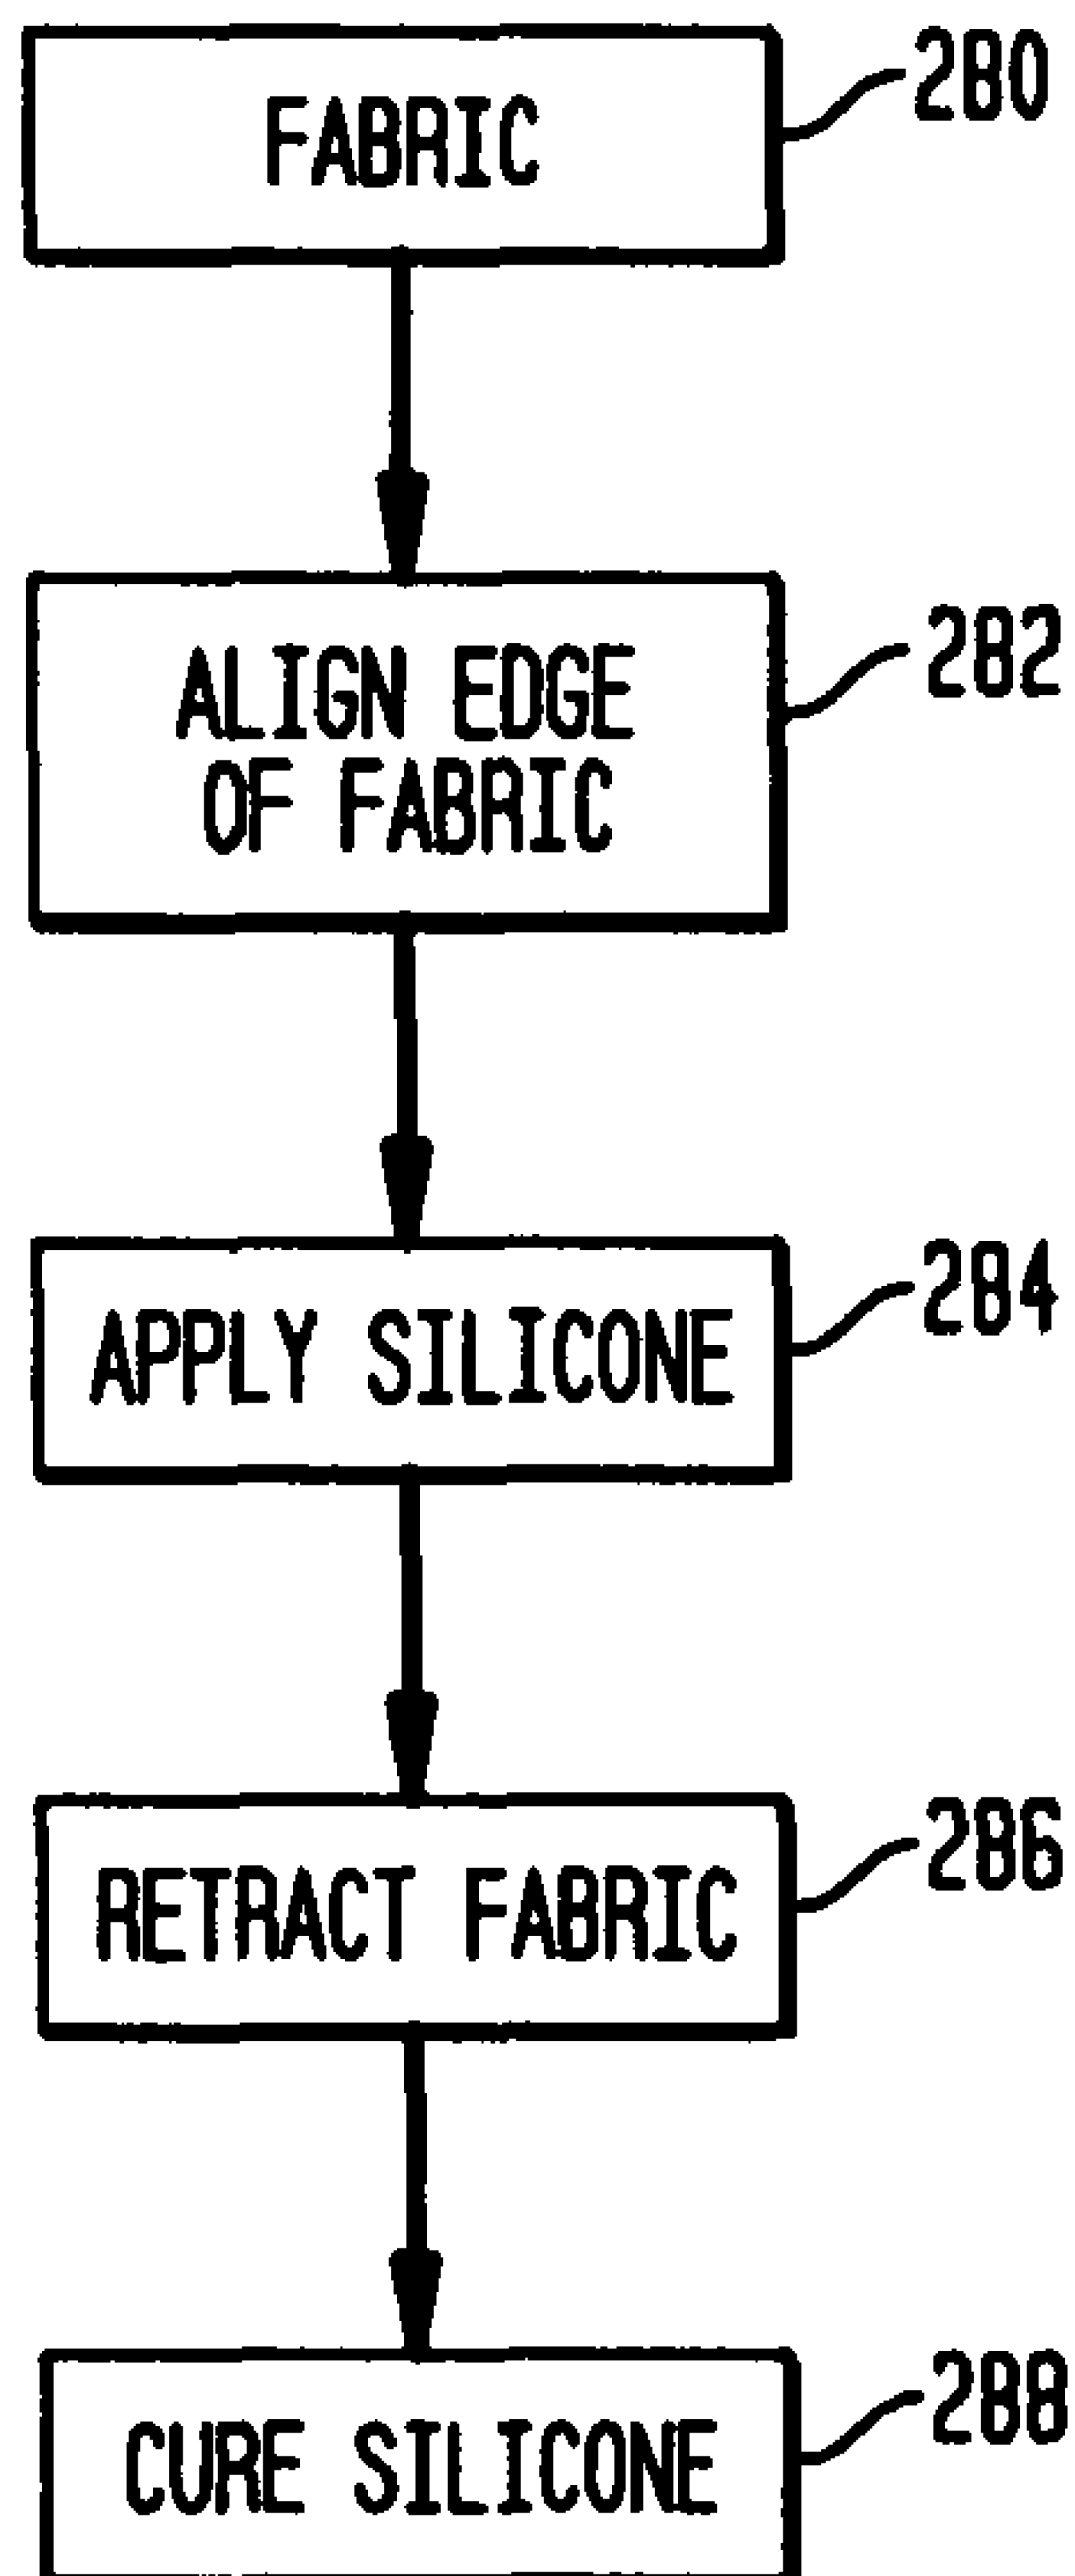 FABRIC
280
ALIGN EDGE
OF FABRIC
282
APPLY SILICONE
284
RETRACT FABRIC
286
CURE SILICONE
288